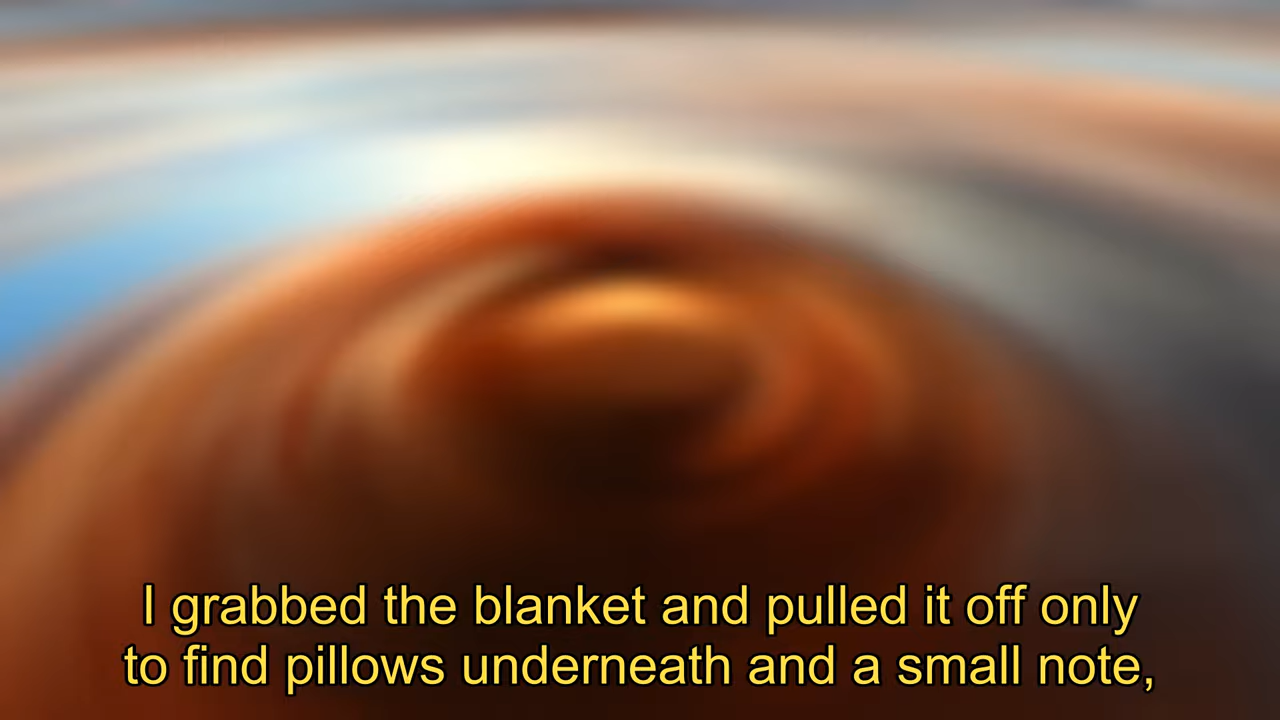 I grabbed the blanket and pulled it off only
to find pillows underneath and a small note,